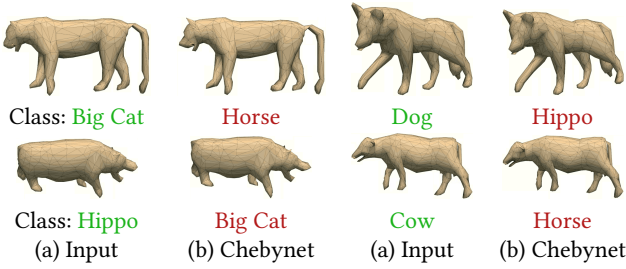 Class: Big Cat Horse Dog Hippo
Class: Hippo Big Cat Cow Horse
(a) Input (b) Chebynet (a) Input (b) Chebynet